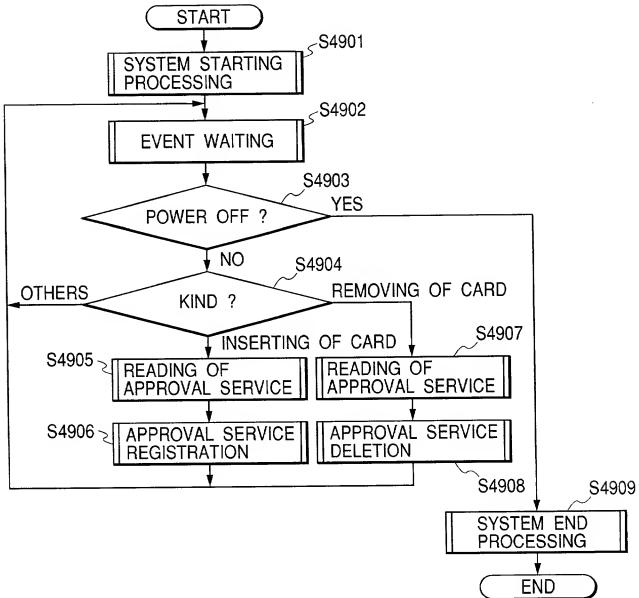 START
S4901
SYSTEM STARTING
PROCESSING
S4902
EVENT WAITING
S4903
POWER OFF ?
YES
NO
S4904
OTHERS
KIND ?
REMOVING OF CARD
INSERTING OF CARD
S4905
READING OF
APPROVAL SERVICE
S4907
READING OF
APPROVAL SERVICE
S4906
APPROVAL SERVICE
REGISTRATION
APPROVAL SERVICE
DELETION
S4908
S4909
SYSTEM END
PROCESSING
END